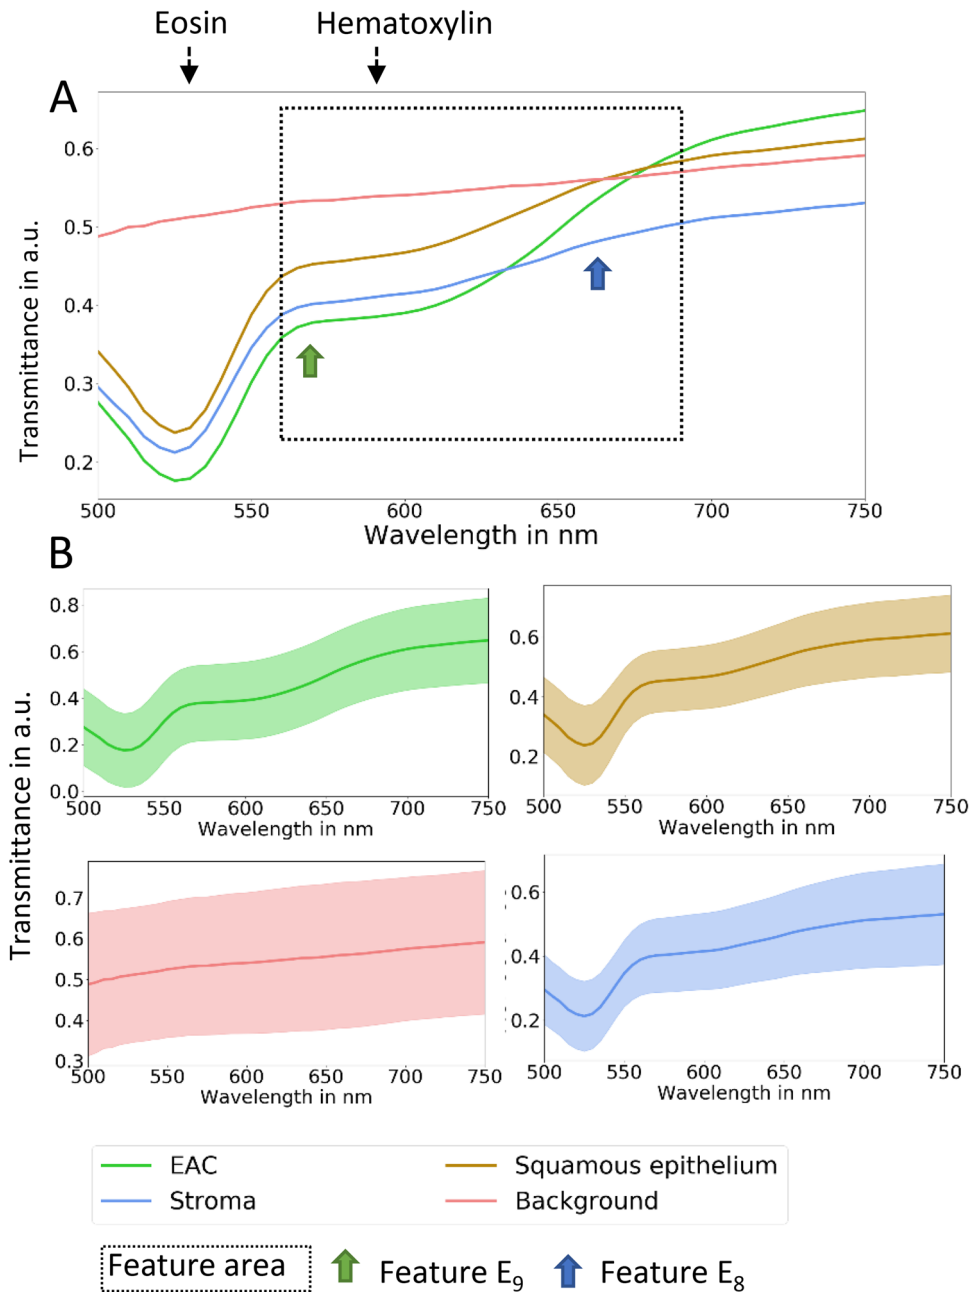 Eosin Hematoxylin
A
Transmittance in a.u.
0.6
0.5
0.4
0.3
0.2
500 550 600 650 700 750
Wavelength in nm
B
Transmittance in a.u.
0.8
0.6
0.4
0.2
0.0
500 550 600 650 700 750
Wavelength in nm
0.6
0.4
0.2
500 550 600 650 700 750
Wavelength in nm
0.7
0.6
0.5
0.4
0.3
500 550 600 650 700 750
Wavelength in nm
0.6
0.4
0.2
500 550 600 650 700 750
Wavelength in nm
EAC Squamous epithelium
Stroma Background
Feature area Feature E9 Feature E8